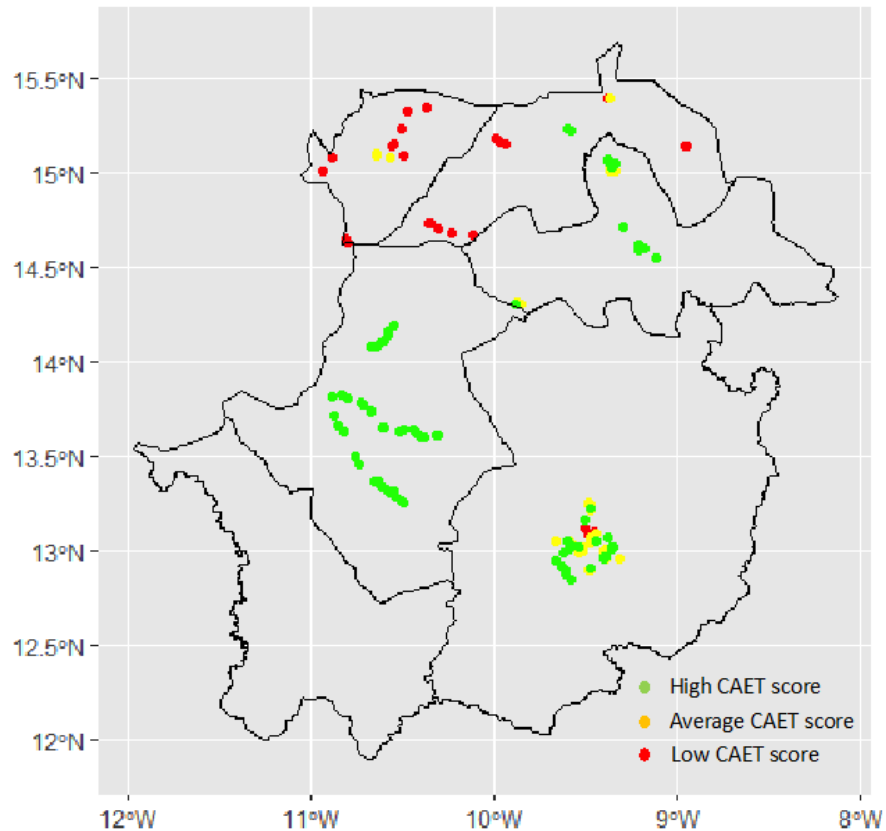 15.5°N
15°N
14.5°N
14°N
13.5°N
13°N
12.5°N
12°N
High CAET score
Average CAET score
Low CAET score
12°W 11°W 10°W 9°W 8°W